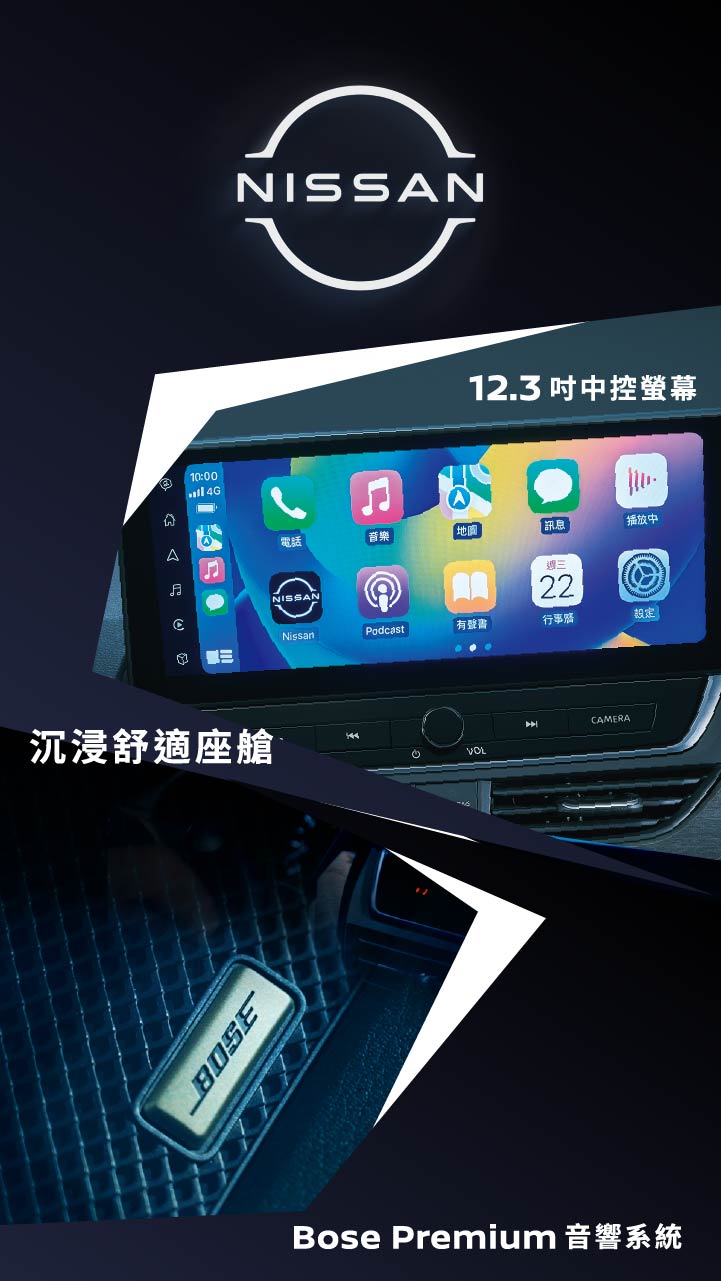 NISSAN
12.3 吋中控螢幕
10:00
4G
電話
音樂
地圖
訊息
播放中
NISSAN
Nissan
Podcast
有聲書
週三
22
行事曆
設定
CAMERA
VOL
沉浸舒適座艙
BOSE
Bose Premium 音響系統